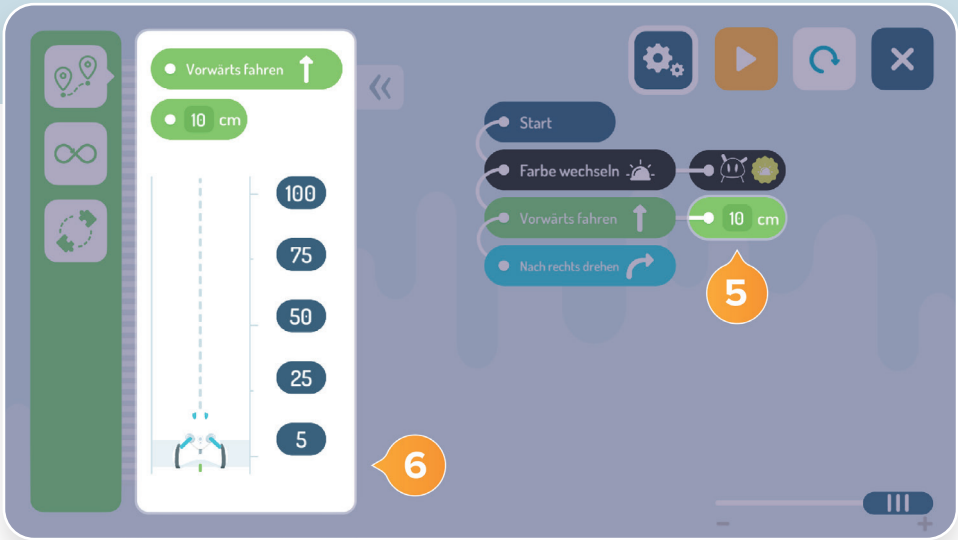 Vorwärts fahren
10 cm
100
75
50
25
5
6
Start
Farbe wechseln
Vorwärts fahren
10 cm
Nach rechts drehen
5
- +